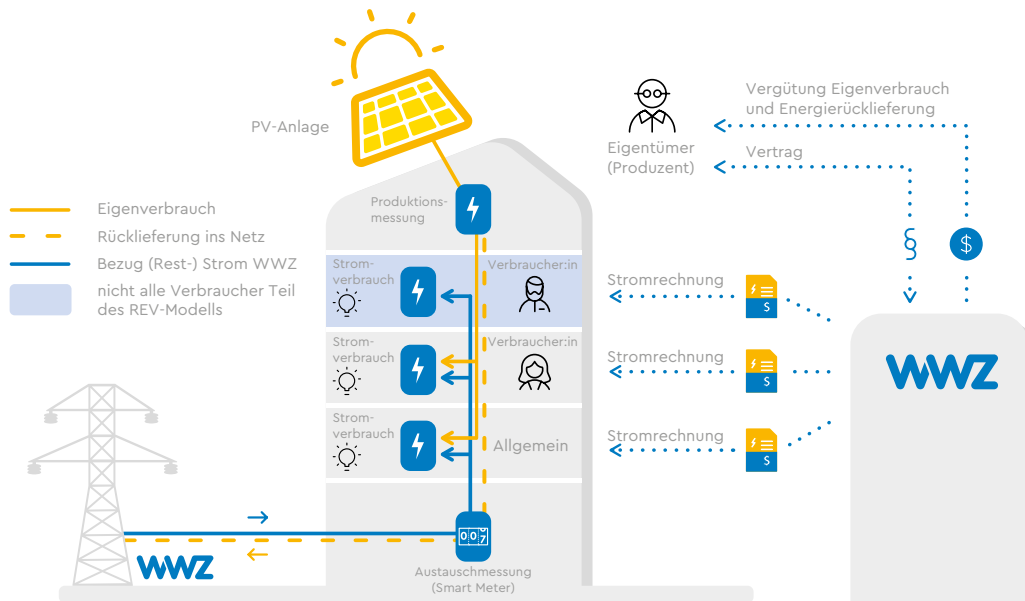 PV-Anlage
Eigenverbrauch
Rücklieferung ins Netz
Bezug (Rest-) Strom WWZ
nicht alle Verbraucher Teil
des REV-Modells
Produktions-
messung
Strom-
verbrauch
Verbraucher:in
Strom-
verbrauch
Verbraucher:in
Strom-
verbrauch
Allgemein
007
Austauschmessung
(Smart Meter)
WWZ
Eigentümer
(Produzent)
Vergütung Eigenverbrauch
und Energierücklieferung
Vertrag
§
$
Stromrechnung
S
Stromrechnung
S
Stromrechnung
S
WWZ